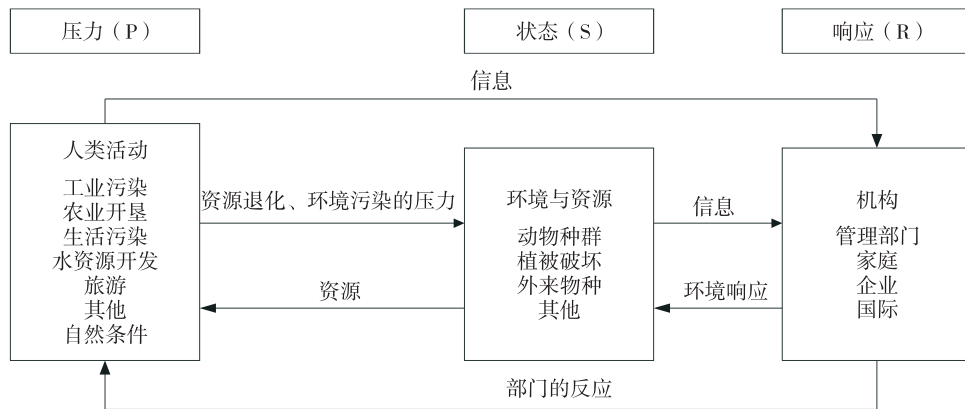 压力（P）
状态（S）
响应（R）
信息
人类活动
工业污染
农业开垦
生活污染
水资源开发
旅游
其他
自然条件
资源退化、环境污染的压力
资源
环境与资源
动物种群
植被破坏
外来物种
其他
信息
环境响应
机构
管理部门
家庭
企业
国际
部门的反应